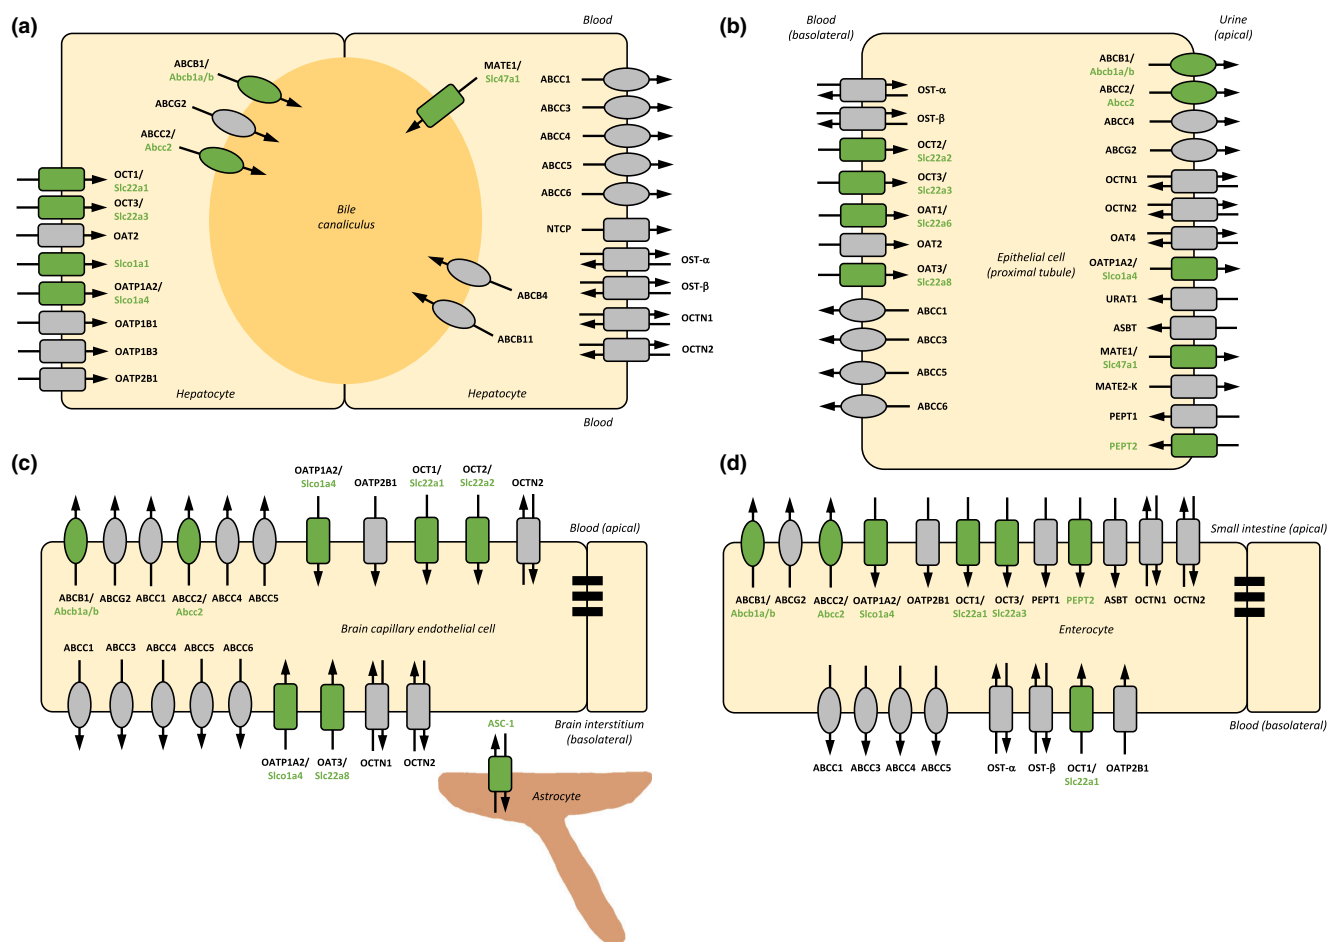 (a)
Blood
ABCB1/
Abcb1a/b
ABCG2
ABCC2/
Abcc2
MATE1/
Slc47a1
ABCC1
ABCC3
ABCC4
ABCC5
ABCC6
NTCP
OST-α
OST-β
OCTN1
OCTN2
OCT1/
Slc22a1
OCT3/
Slc22a3
OAT2
Slco1a1
OATP1A2/
Slco1a4
OATP1B1
OATP1B3
OATP2B1
Bile
canaliculus
ABCB4
ABCB11
Hepatocyte
Hepatocyte
Blood
(b)
Blood
(basolateral)
Urine
(apical)
OST-α
OST-β
OCT2/
Slc22a2
OCT3/
Slc22a3
OAT1/
Slc22a6
OAT2
OAT3/
Slc22a8
ABCC1
ABCC3
ABCC5
ABCC6
Epithelial cell
(proximal tubule)
ABCB1/
Abcb1a/b
ABCC2/
Abcc2
ABCC4
ABCG2
OCTN1
OCTN2
OAT4
OATP1A2/
Slco1a4
URAT1
ASBT
MATE1/
Slc47a1
MATE2-K
PEPT1
PEPT2
(c)
OATP1A2/
Slco1a4
OATP2B1
OCT1/
Slc22a1
OCT2/
Slc22a2
OCTN2
Blood (apical)
ABCB1/
Abcb1a/b
ABCG2
ABCC1
ABCC2/
Abcc2
ABCC4
ABCC5
Brain capillary endothelial cell
ABCC1
ABCC3
ABCC4
ABCC5
ABCC6
OATP1A2/
Slco1a4
OAT3/
Slc22a8
OCTN1
OCTN2
ASC-1
Brain interstitium
(basolateral)
Astrocyte
(d)
Small intestine (apical)
ABCB1/
Abcb1a/b
ABCG2
ABCC2/
Abcc2
OATP1A2/
Slco1a4
OATP2B1
OCT1/
Slc22a1
OCT3/
Slc22a3
PEPT1
PEPT2
ASBT
OCTN1
OCTN2
Enterocyte
Blood (basolateral)
ABCC1
ABCC3
ABCC4
ABCC5
OST-α
OST-β
OCT1/
Slc22a1
OATP2B1